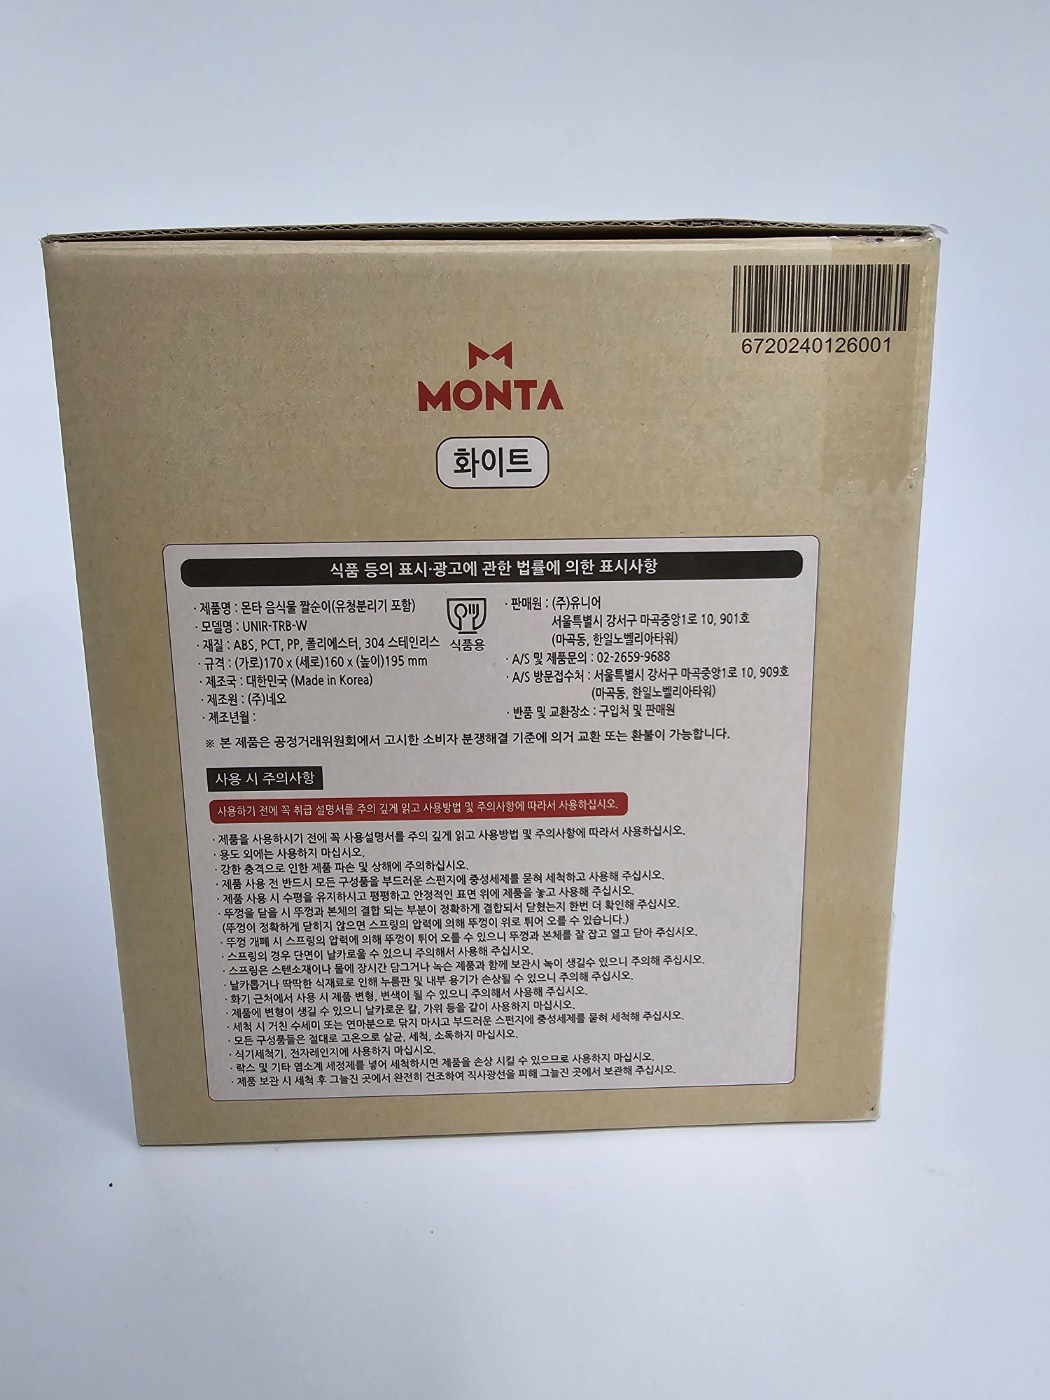 6720240126001
MONTA
화이트
식품 등의 표시·광고에 관한 법률에 의한 표시사항
· 제품명 : 몬타 음식물 짤순이(유청분리기 포함)
· 모델명 : UNIR-TRB-W
· 재질 : ABS, PCT, PP, 폴리에스터, 304 스테인리스
· 규격 : (가로)170 x (세로)160 x (높이)195 mm
· 제조국 : 대한민국 (Made in Korea)
· 제조원 : (주)네오
· 제조년월 :
식품용
· 판매원 : (주)유니어
서울특별시 강서구 마곡중앙1로 10, 901호
(마곡동, 한일노벨리아타워)
· A/S 및 제품문의 : 02-2659-9688
· A/S 방문접수처 : 서울특별시 강서구 마곡중앙1로 10, 909호
(마곡동, 한일노벨리아타워)
· 반품 및 교환장소 : 구입처 및 판매원
※ 본 제품은 공정거래위원회에서 고시한 소비자 분쟁해결 기준에 의거 교환 또는 환불이 가능합니다.
사용 시 주의사항
사용하기 전에 꼭 취급 설명서를 주의 깊게 읽고 사용방법 및 주의사항에 따라서 사용하십시오.
· 제품을 사용하시기 전에 꼭 사용설명서를 주의 깊게 읽고 사용방법 및 주의사항에 따라서 사용하십시오.
· 용도 외에는 사용하지 마십시오.
· 강한 충격으로 인한 제품 파손 및 상해에 주의하십시오.
· 제품 사용 전 반드시 모든 구성품을 부드러운 스펀지에 중성세제를 묻혀 세척하고 사용해 주십시오.
· 제품 사용 시 수평을 유지하시고 평평하고 안정적인 표면 위에 제품을 놓고 사용해 주십시오.
· 뚜껑을 닫을 시 뚜껑과 본체의 결합 되는 부분이 정확하게 결합되서 닫혔는지 한번 더 확인해 주십시오.
(뚜껑이 정확하게 닫히지 않으면 스프링의 압력에 의해 뚜껑이 위로 튀어 오를 수 있습니다.)
· 뚜껑 개폐 시 스프링의 압력에 의해 뚜껑이 튀어 오를 수 있으니 뚜껑과 본체를 잘 잡고 열고 닫아 주십시오.
· 스프링의 경우 단면이 날카로울 수 있으니 주의해서 사용해 주십시오.
· 스프링은 스텐소재이나 물에 장시간 담그거나 녹슨 제품과 함께 보관시 녹이 생길수 있으니 주의해 주십시오.
· 날카롭거나 딱딱한 식재료로 인해 누름판 및 내부 용기가 손상될 수 있으니 주의해 주십시오.
· 화기 근처에서 사용 시 제품 변형, 변색이 될 수 있으니 주의해서 사용해 주십시오.
· 제품에 변형이 생길 수 있으니 날카로운 칼, 가위 등을 같이 사용하지 마십시오.
· 세척 시 거친 수세미 또는 연마분으로 닦지 마시고 부드러운 스펀지에 중성세제를 묻혀 세척해 주십시오.
· 모든 구성품들은 절대로 고온으로 살균, 세척, 소독하지 마십시오.
· 식기세척기, 전자레인지에 사용하지 마십시오.
· 락스 및 기타 염소계 세정제를 넣어 세척하시면 제품을 손상 시킬 수 있으므로 사용하지 마십시오.
· 제품 보관 시 세척 후 그늘진 곳에서 완전히 건조하여 직사광선을 피해 그늘진 곳에서 보관해 주십시오.